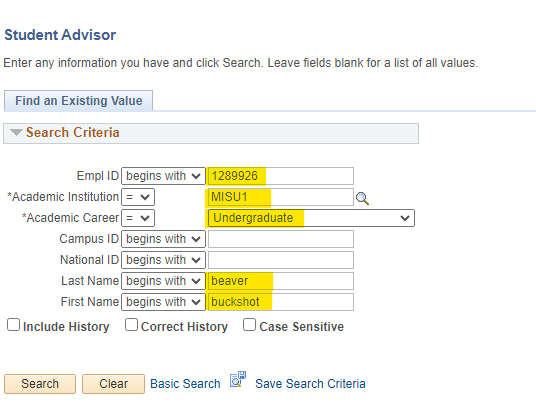 Student Advisor
Enter any information you have and click Search. Leave fields blank for a list of all values.
Find an Existing Value
Search Criteria
Empl ID begins with 1289926
*Academic Institution = MISU1
*Academic Career = Undergraduate
Campus ID begins with
National ID begins with
Last Name begins with beaver
First Name begins with buckshot
Include History Correct History Case Sensitive
Search Clear Basic Search Save Search Criteria